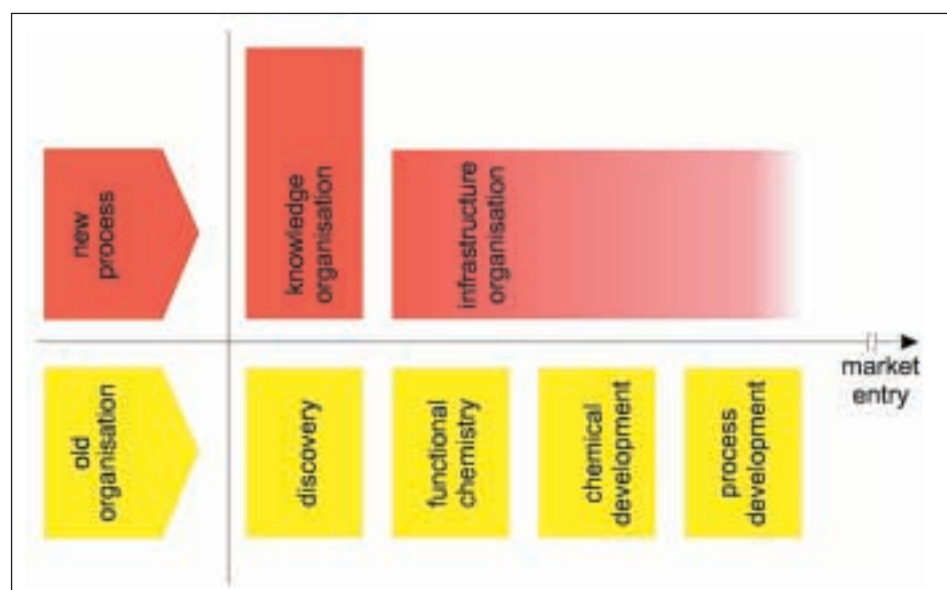 new
process
knowledge
organisation
infrastructure
organisation
market
entry
old
organisation
discovery
functional
chemistry
chemical
development
process
development